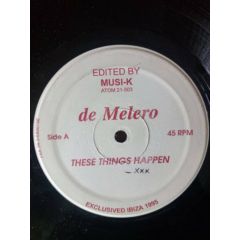 EDITED BY
MUSI-K
ATOM 21-503
de Melero
Side A
45 RPM
THESE THINGS HAPPEN
- XXX
EXCLUSIVED IBIZA 1995